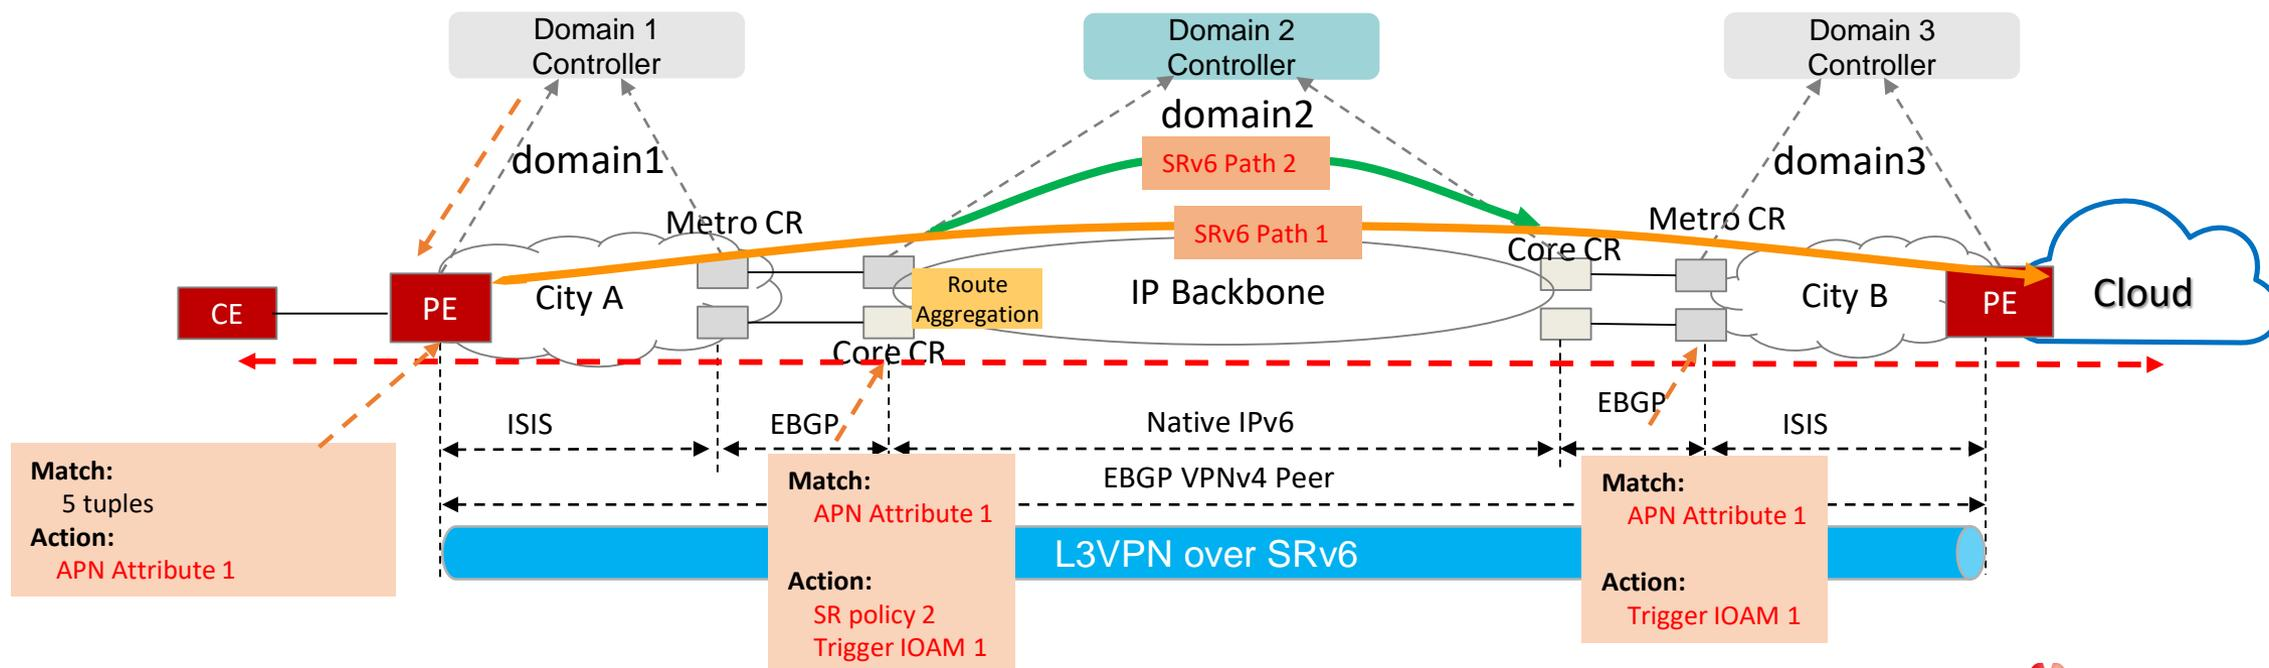 Domain 1
Controller
Domain 2
Controller
Domain 3
Controller
domain1
domain2
domain3
SRv6 Path 2
SRv6 Path 1
Metro CR
Metro CR
Core CR
CE
PE
City A
Route
Aggregation
IP Backbone
City B
PE
Cloud
Core CR
ISIS
EBGP
Native IPv6
EBGP
ISIS
EBGP VPNv4 Peer
L3VPN over SRv6
Match:
5 tuples
Action:
APN Attribute 1
Match:
APN Attribute 1
Action:
SR policy 2
Trigger IOAM 1
Match:
APN Attribute 1
Action:
Trigger IOAM 1